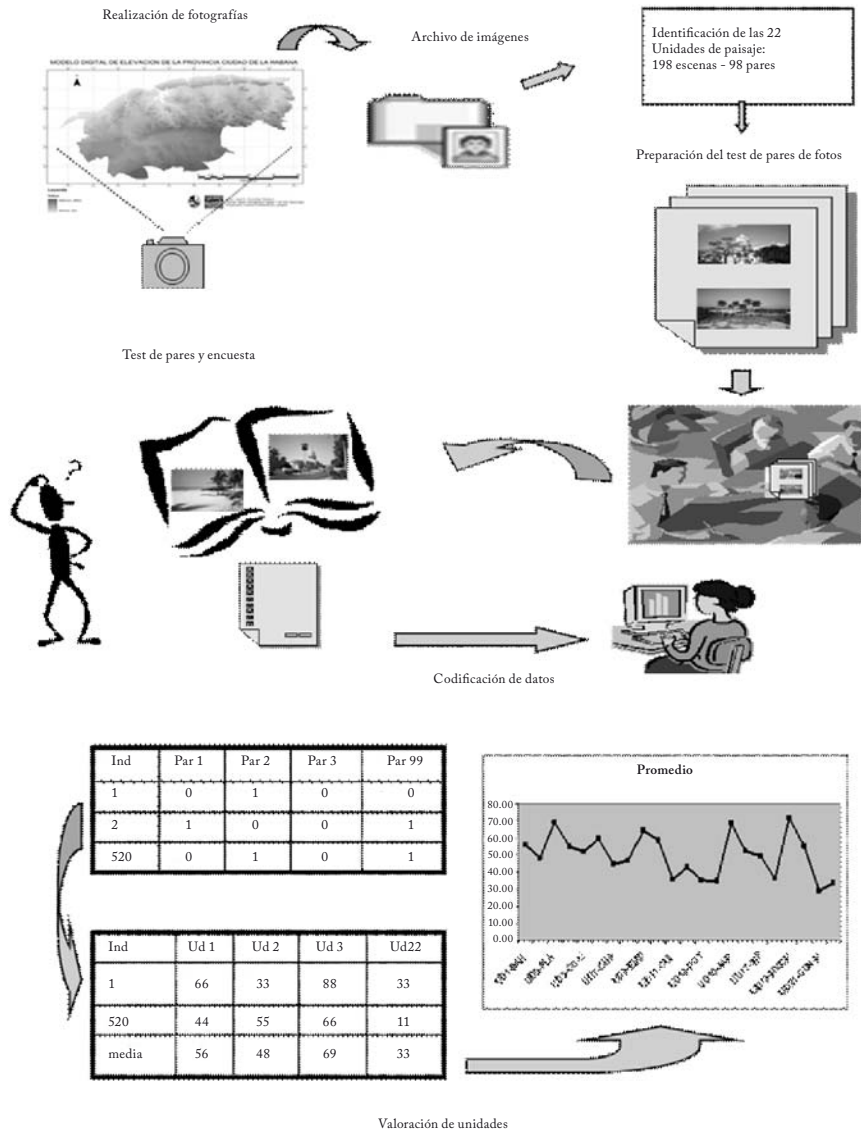 Realización de fotografías
Archivo de imágenes
Identificación de las 22
Unidades de paisaje:
198 escenas - 98 pares
MODELO DIGITAL DE ELEVACION DE LA PROVINCIA CIUDAD DE LA HABANA
Preparación del test de pares de fotos
Test de pares y encuesta
Codificación de datos
Ind Par 1 Par 2 Par 3 Par 99
1 0 1 0 0
2 1 0 0 1
520 0 1 0 1
Promedio
80.00
70.00
60.00
50.00
40.00
30.00
20.00
10.00
0.00
Ind Ud 1 Ud 2 Ud 3 Ud22
1 66 33 88 33
520 44 55 66 11
media 56 48 69 33
Valoración de unidades